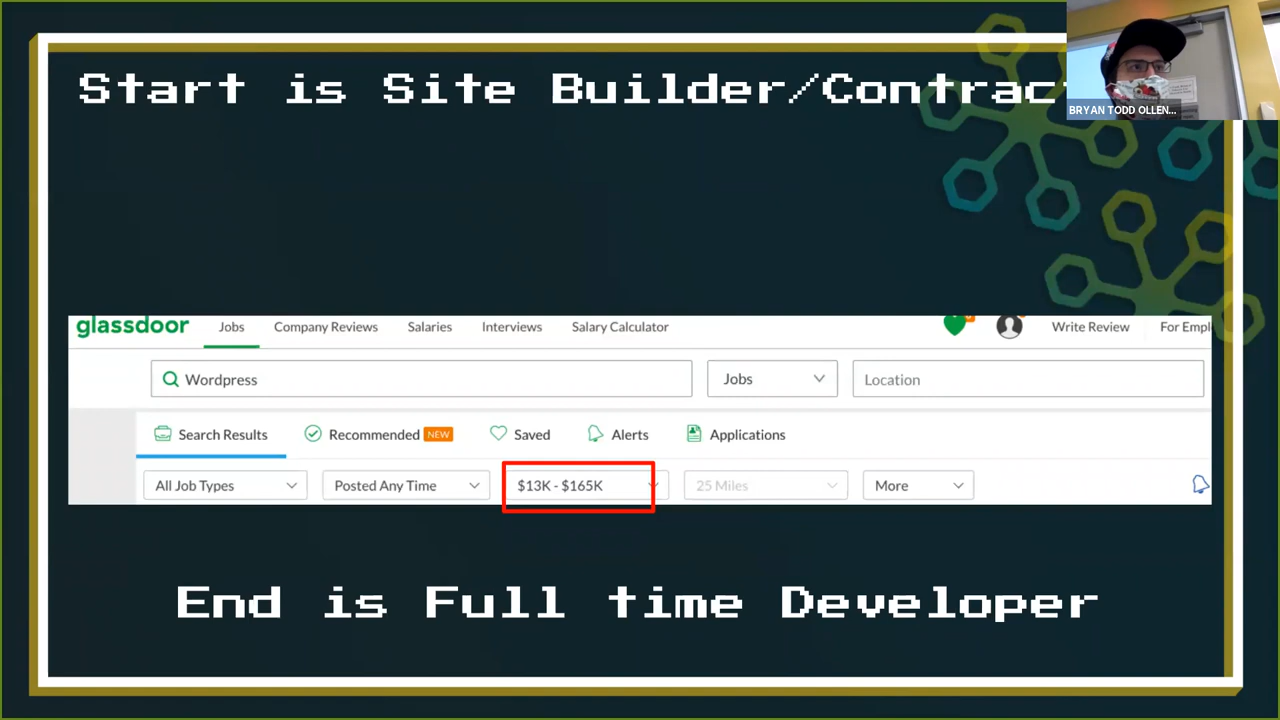 Start is Site Builder/Contrac
BRYAN TODD OLLEN...
glassdoor Jobs Company Reviews Salaries Interviews Salary Calculator Write Review For Empl
Wordpress Jobs Location
Search Results Recommended NEW Saved Alerts Applications
All Job Types Posted Any Time $13K - $165K 25 Miles More
End is Full time Developer